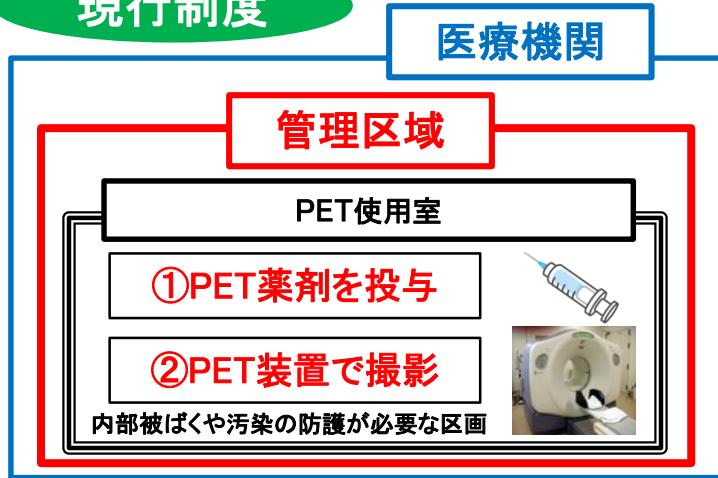 現行制度
医療機関
管理区域
PET使用室
①PET薬剤を投与
②PET装置で撮影
内部被ばくや汚染の防護が必要な区画